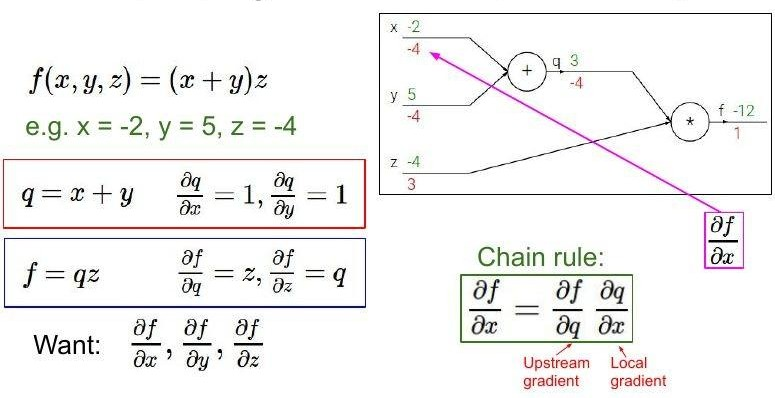 f(x, y, z) = (x + y)z
e.g. x = -2, y = 5, z = -4
q = x + y ∂q/∂x = 1, ∂q/∂y = 1
f = qz ∂f/∂q = z, ∂f/∂z = q
Want: ∂f/∂x, ∂f/∂y, ∂f/∂z
x -2
-4
y 5
-4
z -4
3
+
q 3
-4
*
f -12
1
∂f/∂x
Chain rule:
∂f/∂x = ∂f/∂q ∂q/∂x
Upstream gradient
Local gradient